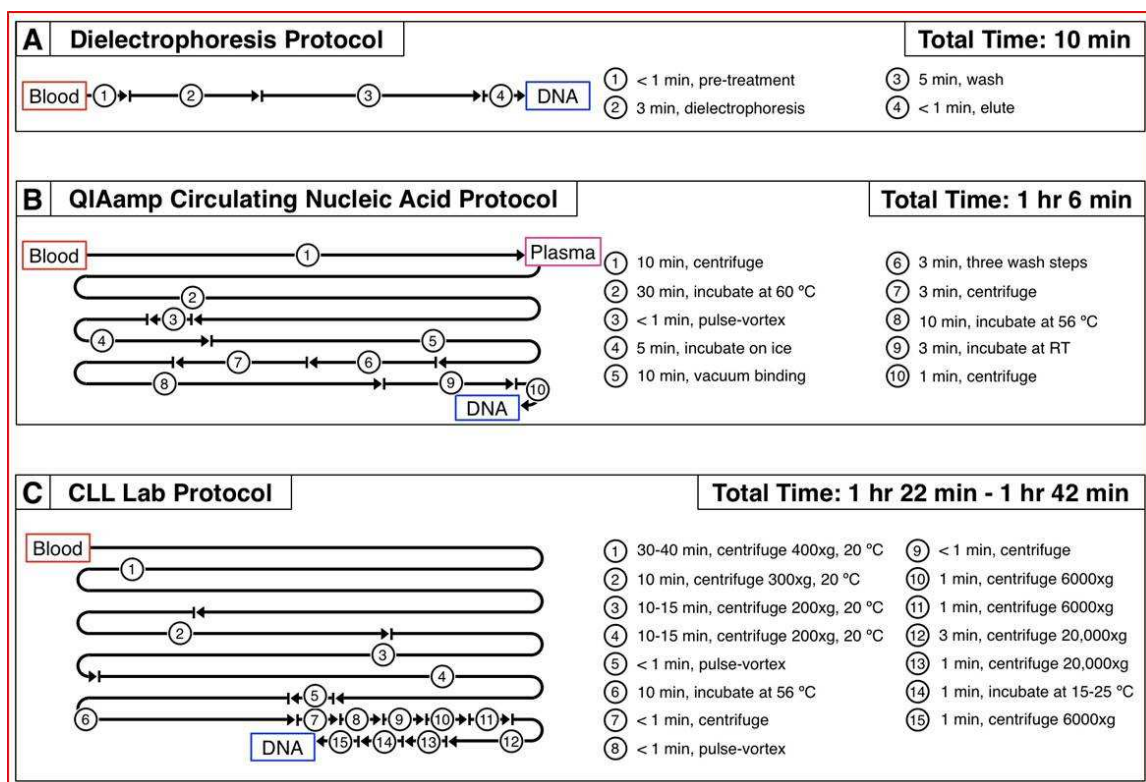 A Dielectrophoresis Protocol
Total Time: 10 min
Blood 1 2 3 4 DNA
1 < 1 min, pre-treatment
2 3 min, dielectrophoresis
3 5 min, wash
4 < 1 min, elute
B QIAamp Circulating Nucleic Acid Protocol
Total Time: 1 hr 6 min
Blood 1 Plasma
2
3
4 5
7 6
8 9 10
DNA
1 10 min, centrifuge
2 30 min, incubate at 60 ºC
3 < 1 min, pulse-vortex
4 5 min, incubate on ice
5 10 min, vacuum binding
6 3 min, three wash steps
7 3 min, centrifuge
8 10 min, incubate at 56 ºC
9 3 min, incubate at RT
10 1 min, centrifuge
C CLL Lab Protocol
Total Time: 1 hr 22 min - 1 hr 42 min
Blood
1
2
3
4
5
6 7 8 9 10 11
DNA 15 14 13 12
1 30-40 min, centrifuge 400xg, 20 ºC
2 10 min, centrifuge 300xg, 20 ºC
3 10-15 min, centrifuge 200xg, 20 ºC
4 10-15 min, centrifuge 200xg, 20 ºC
5 < 1 min, pulse-vortex
6 10 min, incubate at 56 ºC
7 < 1 min, centrifuge
8 < 1 min, pulse-vortex
9 < 1 min, centrifuge
10 1 min, centrifuge 6000xg
11 1 min, centrifuge 6000xg
12 3 min, centrifuge 20,000xg
13 1 min, centrifuge 20,000xg
14 1 min, incubate at 15-25 ºC
15 1 min, centrifuge 6000xg